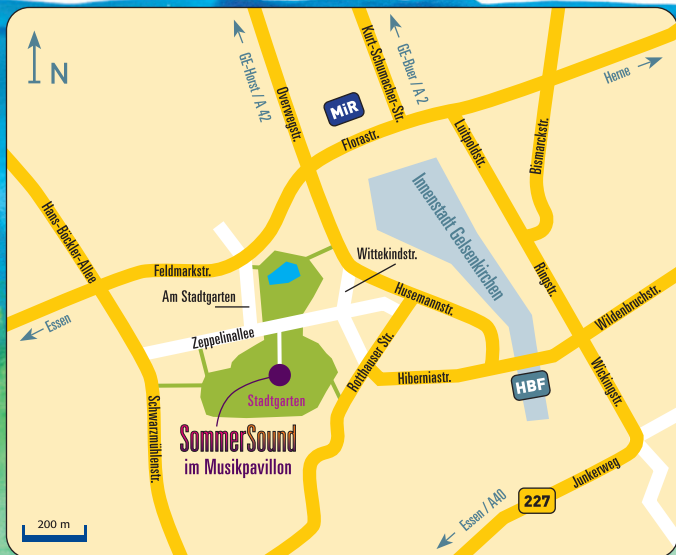 N
GE-Horst / A 42
Overwegstr.
MiR
Kurt-Schumacher-Str.
GE-Buer / A 2
Herne
Florastr.
Luitpoldstr.
Bismarckstr.
Innenstadt Gelsenkirchen
Hans-Böckler-Allee
Feldmarkstr.
Wittekindstr.
Am Stadtgarten
Husemannstr.
Ringstr.
Wildenbruchstr.
Essen
Zeppelinallee
Rotthauser Str.
Hiberniastr.
HBF
Wickingstr.
Schwarzmühlenstr.
Stadtgarten
SommerSound
im Musikpavillon
Junkerweg
227
Essen / A40
200 m